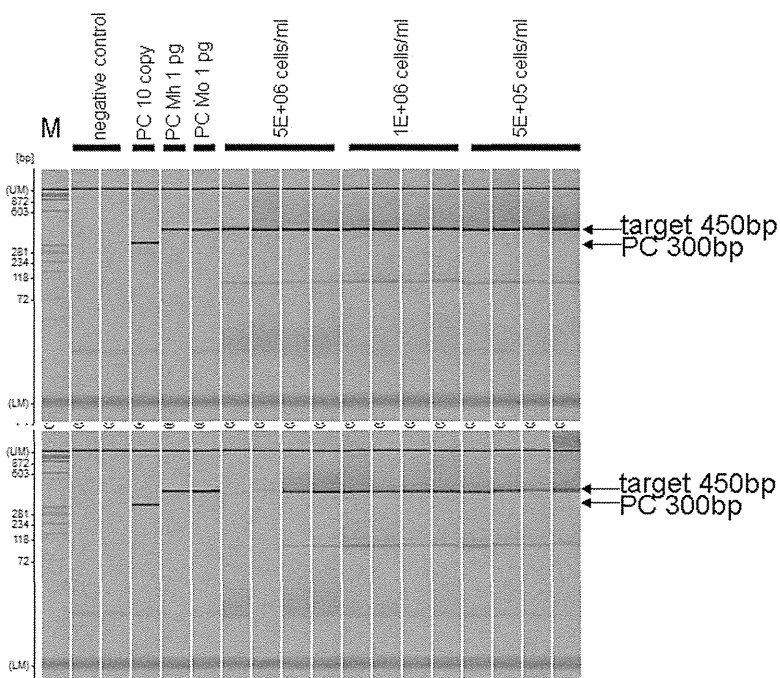 M
negative control
PC 10 copy
PC Mh 1 pg
PC Mo 1 pg
5E+06 cells/ml
1E+06 cells/ml
5E+05 cells/ml
[bp]
(UM)
872
603
281
234
118
72
(LM)
target 450bp
PC 300bp
(UM)
872
603
281
234
118
72
(LM)
target 450bp
PC 300bp